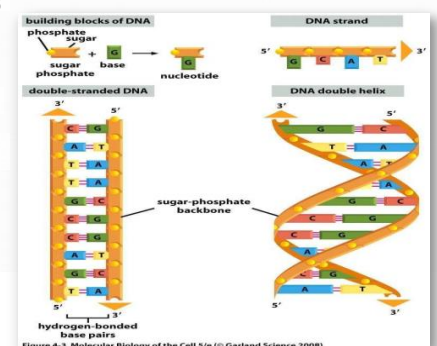 building blocks of DNA
phosphate
sugar
+
G
sugar phosphate
base
G
nucleotide
DNA strand
5′
3′
G C A T
double-stranded DNA
3′
5′
C G
A T
T A
T A
G C
C G
C G
A T
G C
T A
5′
3′
hydrogen-bonded
base pairs
sugar-phosphate
backbone
DNA double helix
3′
5′
G C
T A
A T
A
G C
C G
C G
A
G C
A T
5′
3′
Figure 4-3 Molecular Biology of the Cell 5/e (© Garland Science 2008)